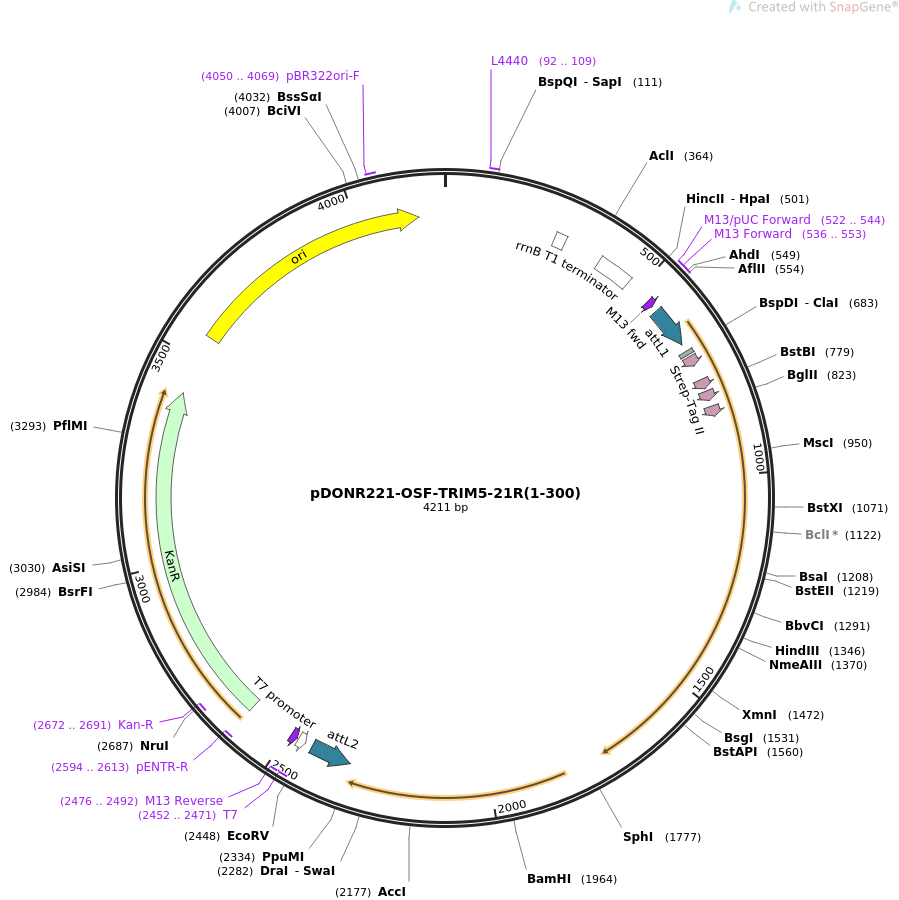 Created with SnapGene®
L4440 (92 .. 109)
BspQI - SapI (111)
AclI (364)
HincII - HpaI (501)
M13/pUC Forward (522 .. 544)
M13 Forward (536 .. 553)
AhdI (549)
AflII (554)
BspDI - ClaI (683)
BstBI (779)
BglII (823)
MscI (950)
BstXI (1071)
BclI* (1122)
BsaI (1208)
BstEII (1219)
BbvCI (1291)
HindIII (1346)
NmeAIII (1370)
XmnI (1472)
BsgI (1531)
BstAPI (1560)
SphI (1777)
BamHI (1964)
(2177) AccI
(2282) DraI - SwaI
(2334) PpuMI
(2448) EcoRV
(2452 .. 2471) T7
(2476 .. 2492) M13 Reverse
(2594 .. 2613) pENTR-R
(2687) NruI
(2672 .. 2691) Kan-R
(2984) BsrFI
(3030) AsiSI
(3293) PflMI
(4007) BciVI
(4032) BssSαI
(4050 .. 4069) pBR322ori-F
500
1000
1500
2000
2500
3000
3500
4000
rrnB T1 terminator
M13 fwd
attL1
Strep-Tag II
attL2
T7 promoter
KanR
ori
pDONR221-OSF-TRIM5-21R(1-300)
4211 bp